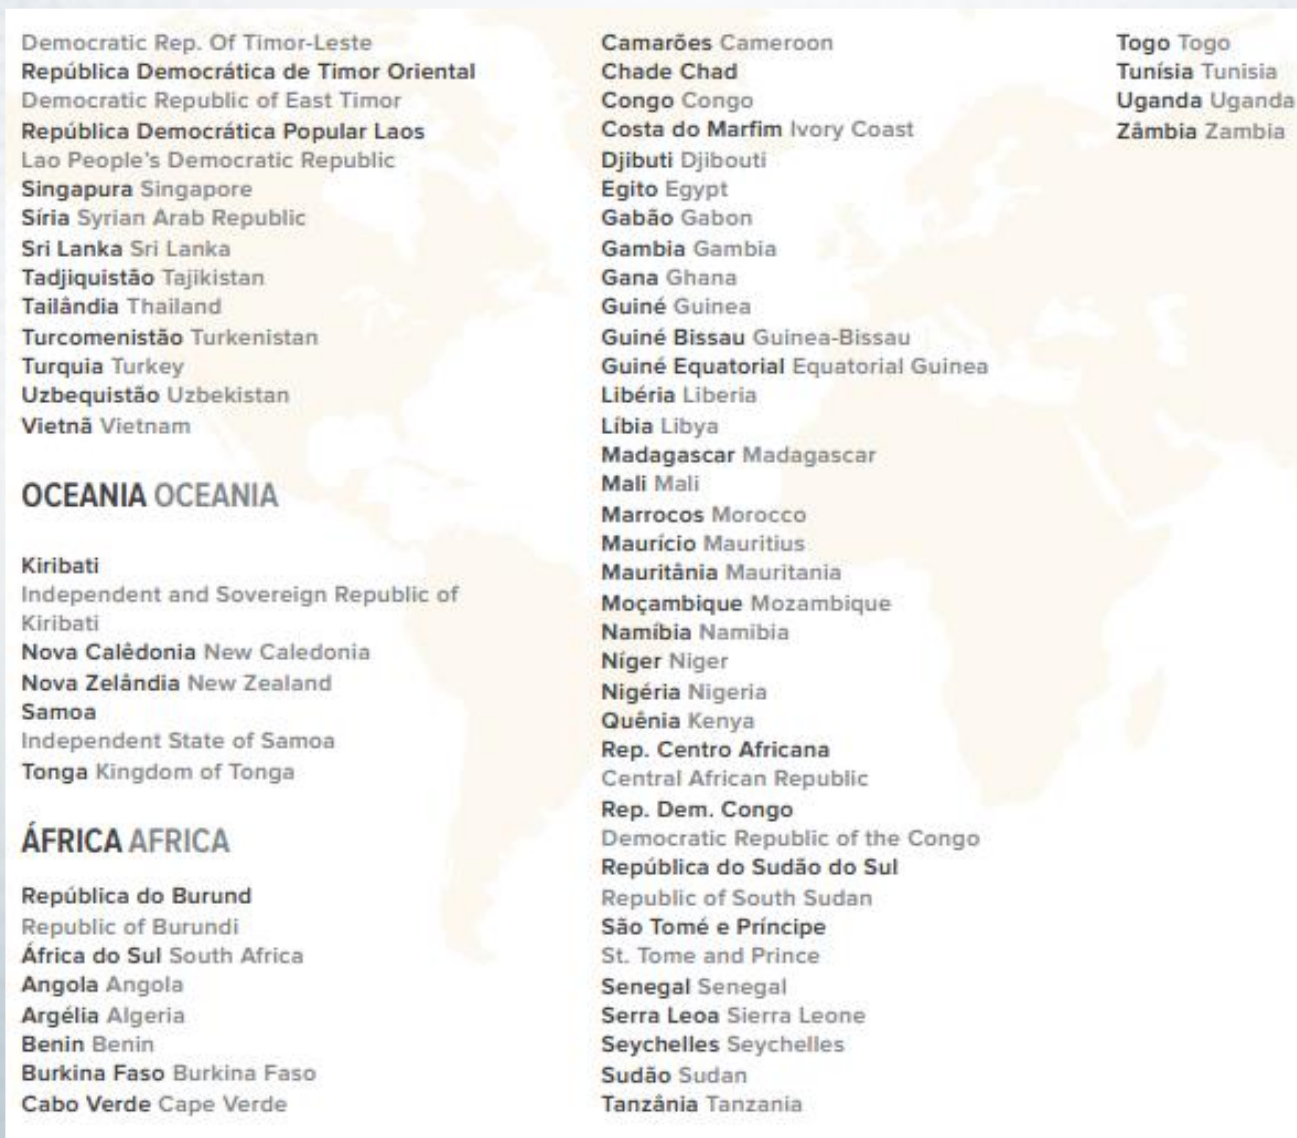 Democratic Rep. Of Timor-Leste
República Democrática de Timor Oriental
Democratic Republic of East Timor
República Democrática Popular Laos
Lao People's Democratic Republic
Singapura Singapore
Síria Syrian Arab Republic
Sri Lanka Sri Lanka
Tadjiquistão Tajikistan
Tailândia Thailand
Turcomenistão Turkenistan
Turquia Turkey
Uzbequistão Uzbekistan
Vietnã Vietnam
OCEANIA OCEANIA
Kiribati
Independent and Sovereign Republic of
Kiribati
Nova Calêdonia New Caledonia
Nova Zelândia New Zealand
Samoa
Independent State of Samoa
Tonga Kingdom of Tonga
ÁFRICA AFRICA
República do Burund
Republic of Burundi
África do Sul South Africa
Angola Angola
Argélia Algeria
Benin Benin
Burkina Faso Burkina Faso
Cabo Verde Cape Verde
Camarões Cameroon
Chade Chad
Congo Congo
Costa do Marfim Ivory Coast
Djibuti Djibouti
Egito Egypt
Gabão Gabon
Gambia Gambia
Gana Ghana
Guiné Guinea
Guiné Bissau Guinea-Bissau
Guiné Equatorial Equatorial Guinea
Libéria Liberia
Líbia Libya
Madagascar Madagascar
Mali Mali
Marrocos Morocco
Maurício Mauritius
Mauritânia Mauritania
Moçambique Mozambique
Namíbia Namibia
Níger Niger
Nigéria Nigeria
Quênia Kenya
Rep. Centro Africana
Central African Republic
Rep. Dem. Congo
Democratic Republic of the Congo
República do Sudão do Sul
Republic of South Sudan
São Tomé e Príncipe
St. Tome and Prince
Senegal Senegal
Serra Leoa Sierra Leone
Seychelles Seychelles
Sudão Sudan
Tanzânia Tanzania
Togo Togo
Tunísia Tunisia
Uganda Uganda
Zâmbia Zambia